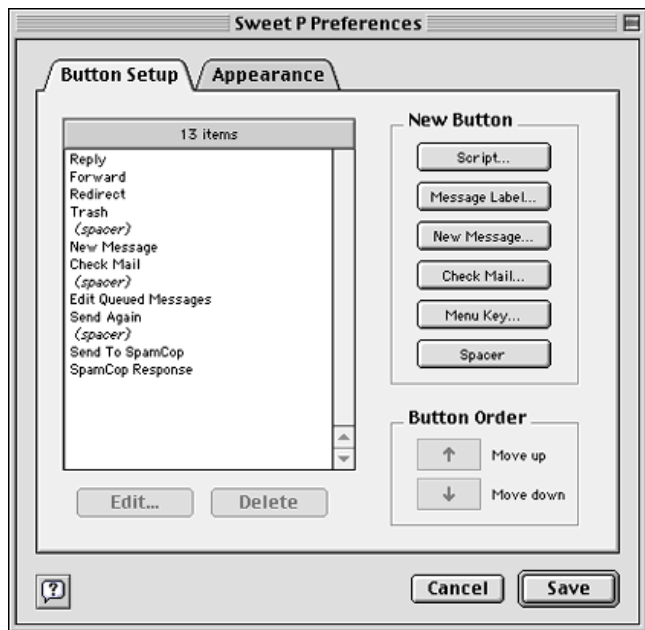 Sweet P Preferences
Button Setup
Appearance
13 items
Reply
Forward
Redirect
Trash
(spacer)
New Message
Check Mail
(spacer)
Edit Queued Messages
Send Again
(spacer)
Send To SpamCop
SpamCop Response
Edit...
Delete
New Button
Script...
Message Label...
New Message...
Check Mail...
Menu Key...
Spacer
Button Order
Move up
Move down
?
Cancel
Save